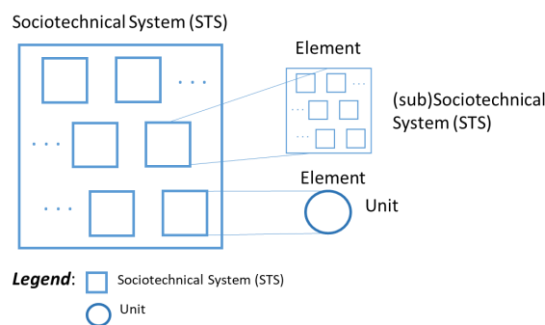 Sociotechnical System (STS)
Element
...
...
(sub)Sociotechnical
System (STS)
...
...
...
...
Element
Unit
Legend:
Sociotechnical System (STS)
Unit